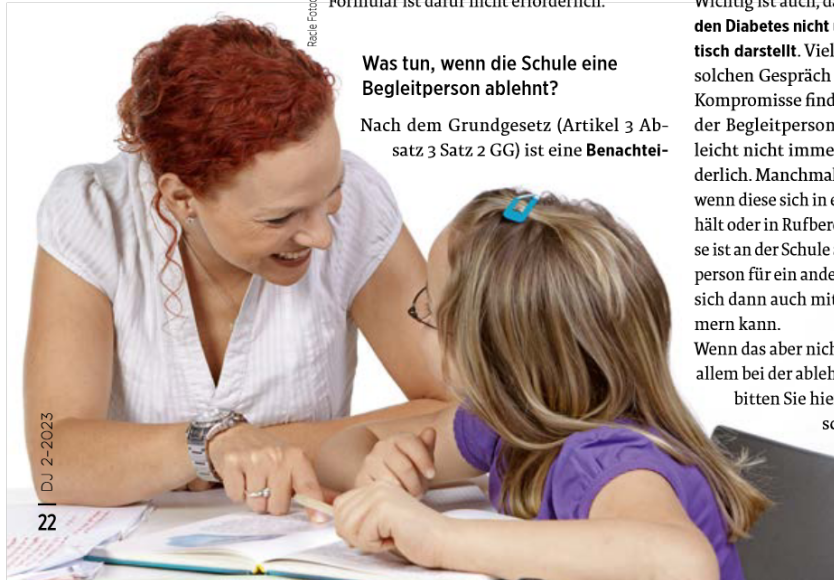 Formular ist dafür nicht erforderlich.
Was tun, wenn die Schule eine
Begleitperson ablehnt?
Nach dem Grundgesetz (Artikel 3 Ab-
satz 3 Satz 2 GG) ist eine Benachtei-
Wichtig ist auch,
den Diabetes nicht
tisch darstellt. Viel
solchen Gespräch
Kompromisse find
der Begleitperson
leicht nicht imme
derlich. Manchmal
wenn diese sich in e
hält oder in Rufbere
se ist an der Schule
person für ein ande
sich dann auch mit
mern kann.
Wenn das aber nich
allem bei der ableh
bitten Sie hie
sc
Racle Fotod
DJ 2-2023
22